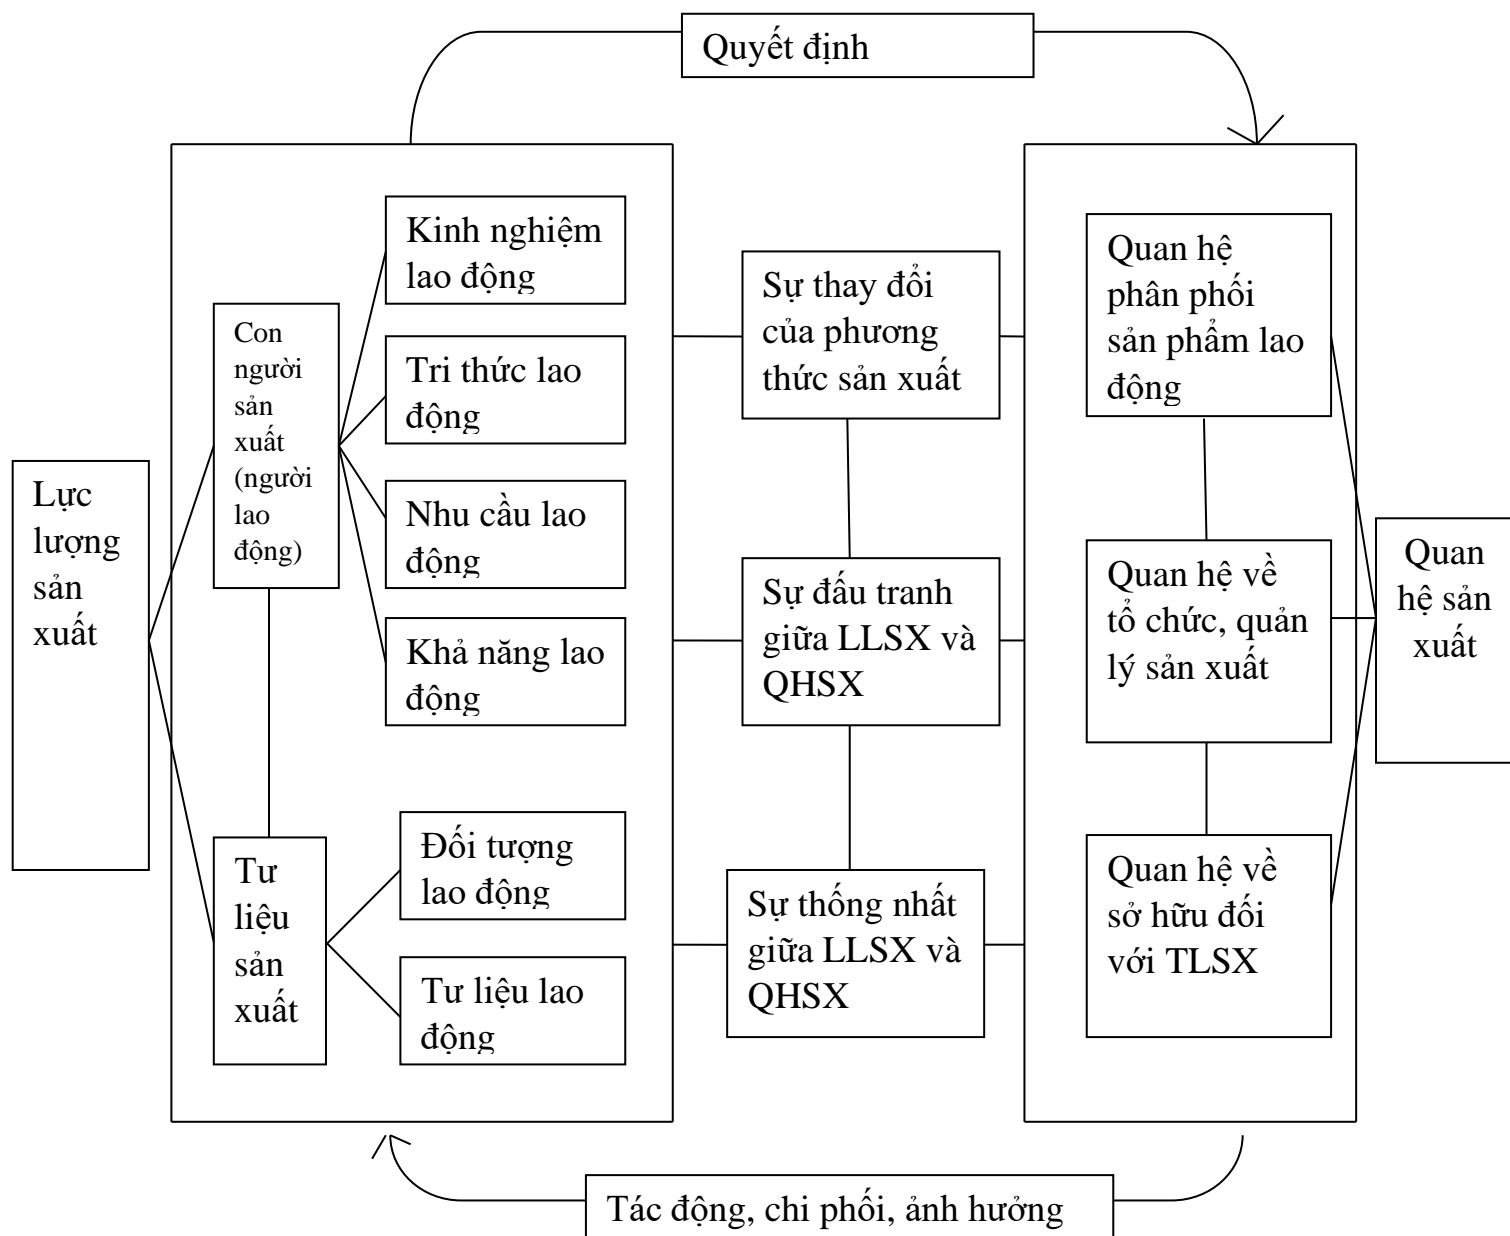 Quyết định
Kinh nghiệm
lao động
Con
người
sản
xuất
(người
lao
động)
Tri thức lao
động
Nhu cầu lao
động
Khả năng lao
động
Lực
lượng
sản
xuất
Tư
liệu
sản
xuất
Đối tượng
lao động
Tư liệu lao
động
Sự thay đổi
của phương
thức sản xuất
Sự đấu tranh
giữa LLSX và
QHSX
Sự thống nhất
giữa LLSX và
QHSX
Quan hệ
phân phối
sản phẩm lao
động
Quan hệ về
tổ chức, quản
lý sản xuất
Quan hệ về
sở hữu đối
với TLSX
Quan
hệ sản
xuất
Tác động, chi phối, ảnh hưởng